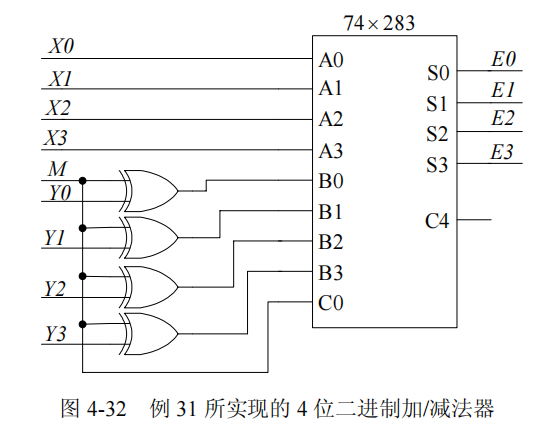 74×283
X0 A0 S0 E0
X1 A1 S1 E1
X2 A2 S2 E2
X3 A3 S3 E3
M
Y0 B0
Y1 B1 C4
Y2 B2
Y3 B3
C0
图 4-32 例 31 所实现的 4 位二进制加/减法器